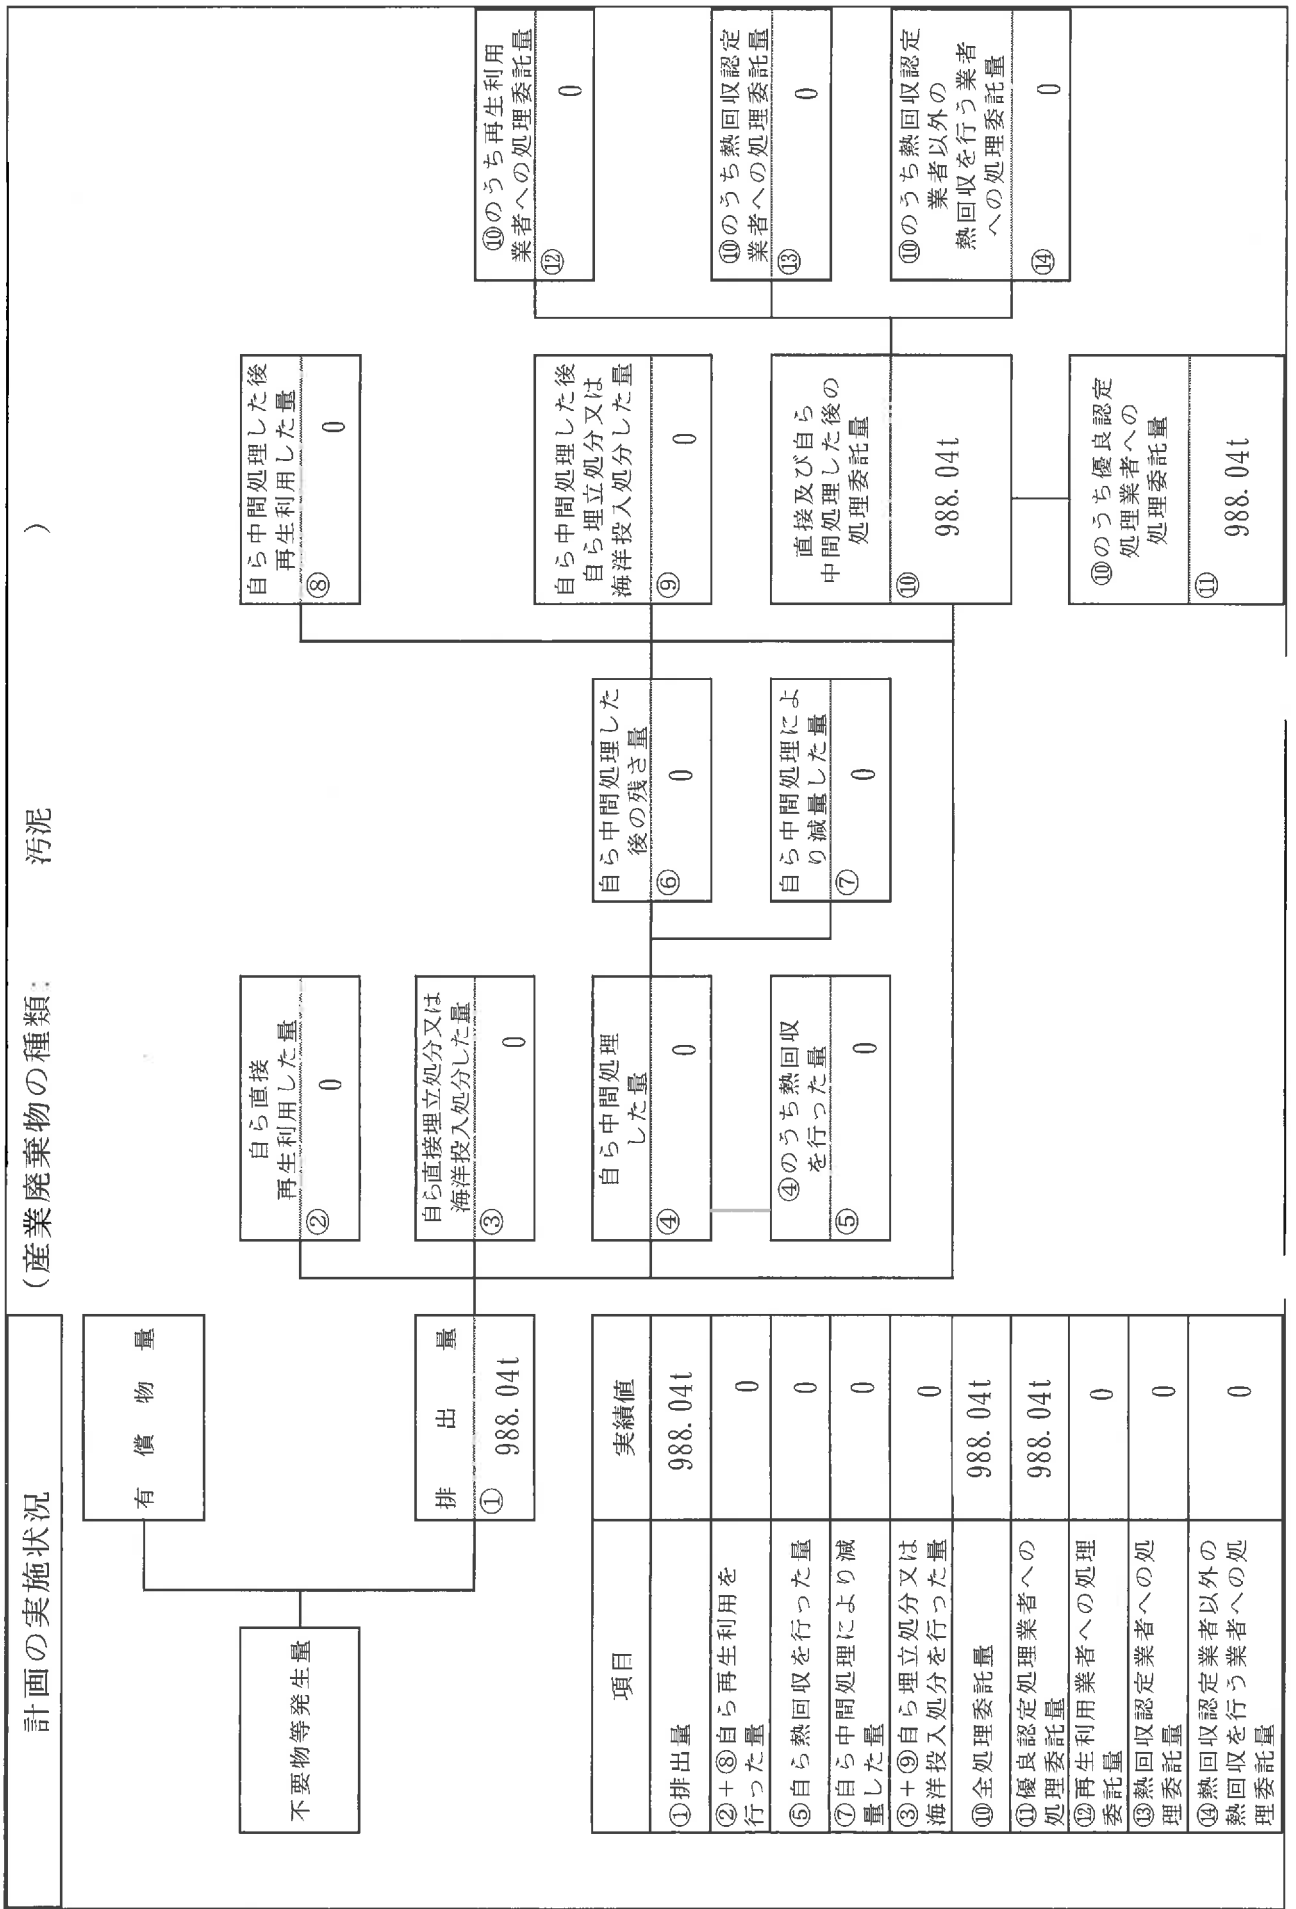 計画の実施状況
（産業廃棄物の種類： 汚泥 ）
不要物等発生量
有 償 物 量
排 出 量
① 988.04t
自ら直接
再生利用した量
② 0
自ら直接埋立処分又は
海洋投入処分した量
③ 0
自ら中間処理
した量
④ 0
④のうち熱回収
を行った量
⑤ 0
自ら中間処理した
後の残さ量
⑥ 0
自ら中間処理によ
り減量した量
⑦ 0
自ら中間処理した後
再生利用した量
⑧ 0
自ら中間処理した後
自ら埋立処分又は
海洋投入処分した量
⑨ 0
直接及び自ら
中間処理した後の
処理委託量
⑩ 988.04t
⑩のうち優良認定
処理業者への
処理委託量
⑪ 988.04t
⑩のうち再生利用
業者への処理委託量
⑫ 0
⑩のうち熱回収認定
業者への処理委託量
⑬ 0
⑩のうち熱回収認定
業者以外の
熱回収を行う業者
への処理委託量
⑭ 0
項目 実績値
①排出量 988.04t
②+⑧自ら再生利用を
行った量 0
⑤自ら熱回収を行った量 0
⑦自ら中間処理により減
量した量 0
③+⑨自ら埋立処分又は
海洋投入処分を行った量 0
⑩全処理委託量 988.04t
⑪優良認定処理業者への
処理委託量 988.04t
⑫再生利用業者への処理
委託量 0
⑬熱回収認定業者への処
理委託量 0
⑭熱回収認定業者以外の
熱回収を行う業者への処
理委託量 0